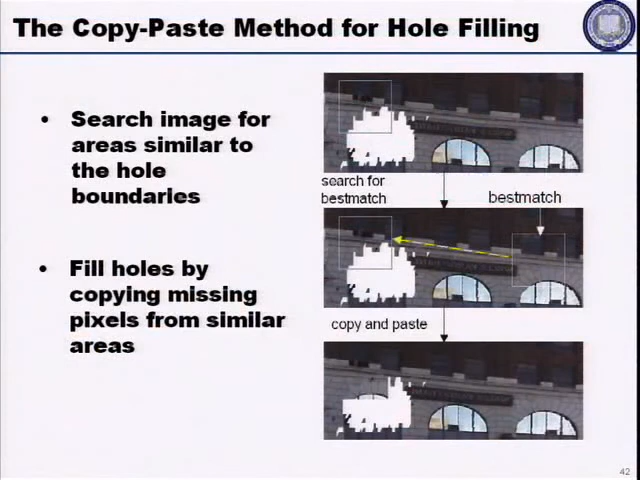 The Copy-Paste Method for Hole Filling
• Search image for
areas similar to
the hole
boundaries
search for
bestmatch
bestmatch
• Fill holes by
copying missing
pixels from similar
areas
copy and paste
42